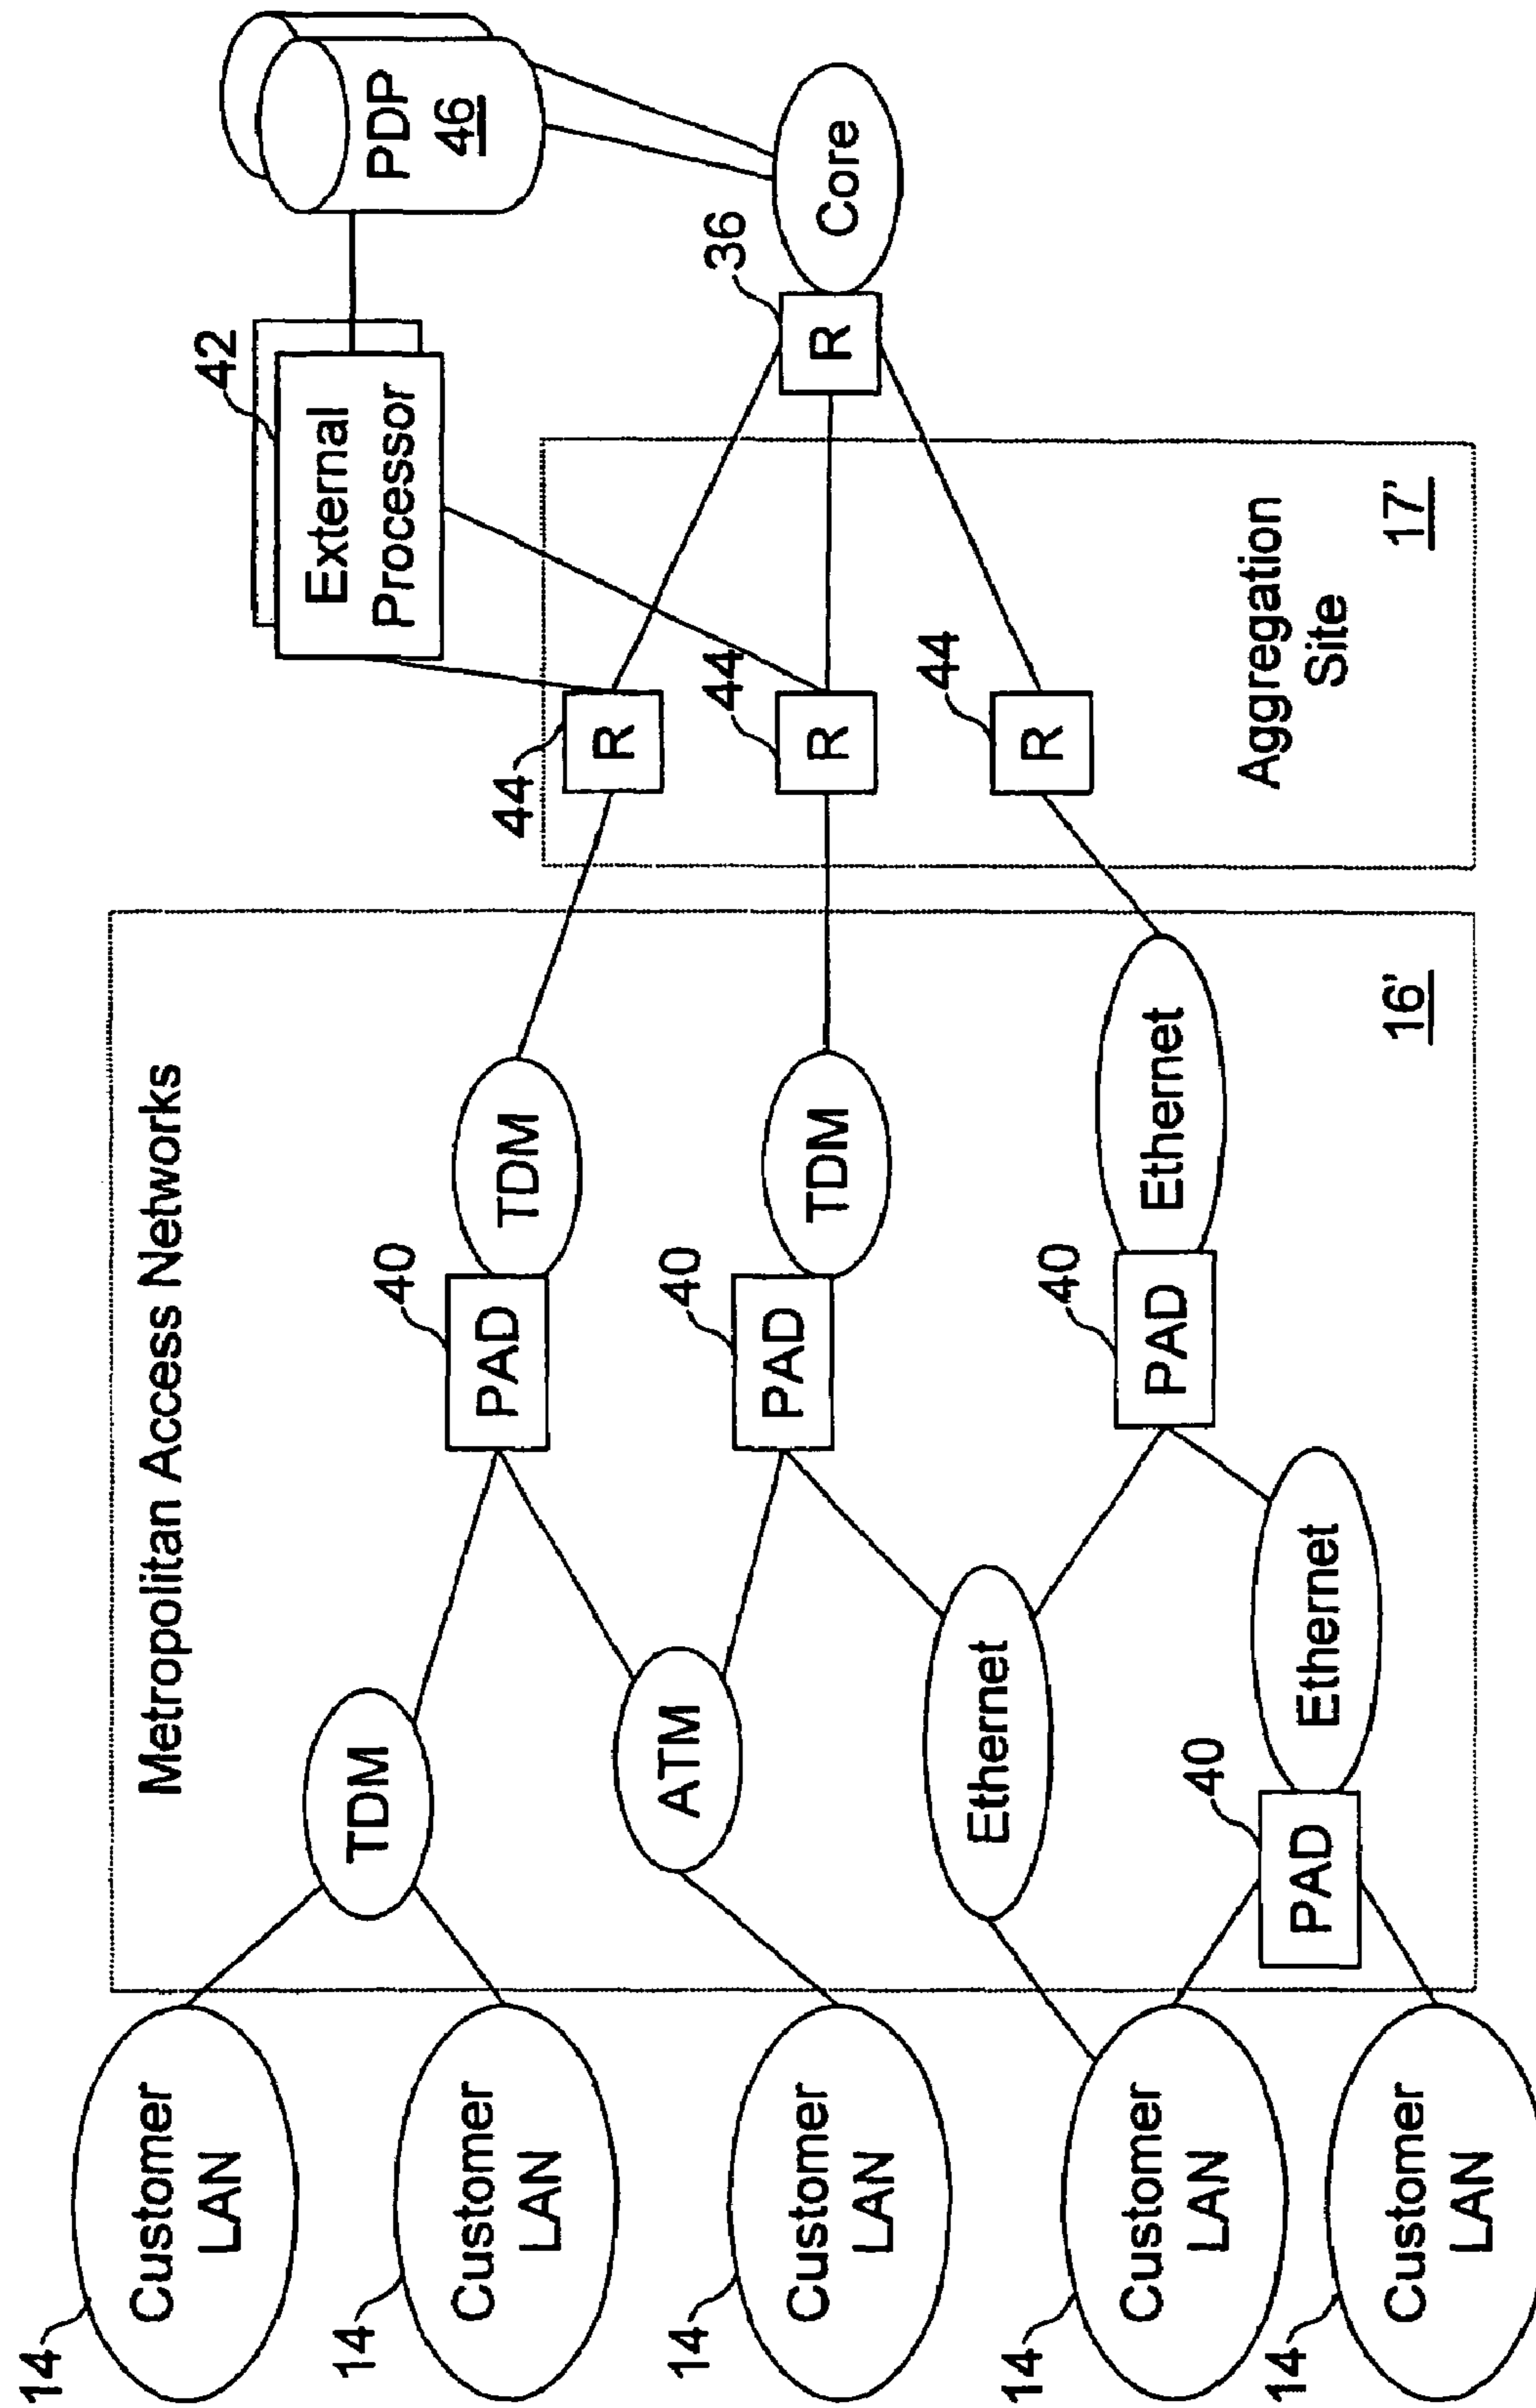 Metropolitan Access Networks
14
Customer
LAN
14
Customer
LAN
14
Customer
LAN
14
Customer
LAN
14
Customer
LAN
TDM
ATM
Ethernet
40
PAD
Ethernet
40
PAD
TDM
40
PAD
TDM
40
PAD
Ethernet
16'
44
R
44
R
44
R
Aggregation
Site
17'
42
External
Processor
36
R
Core
PDP
46